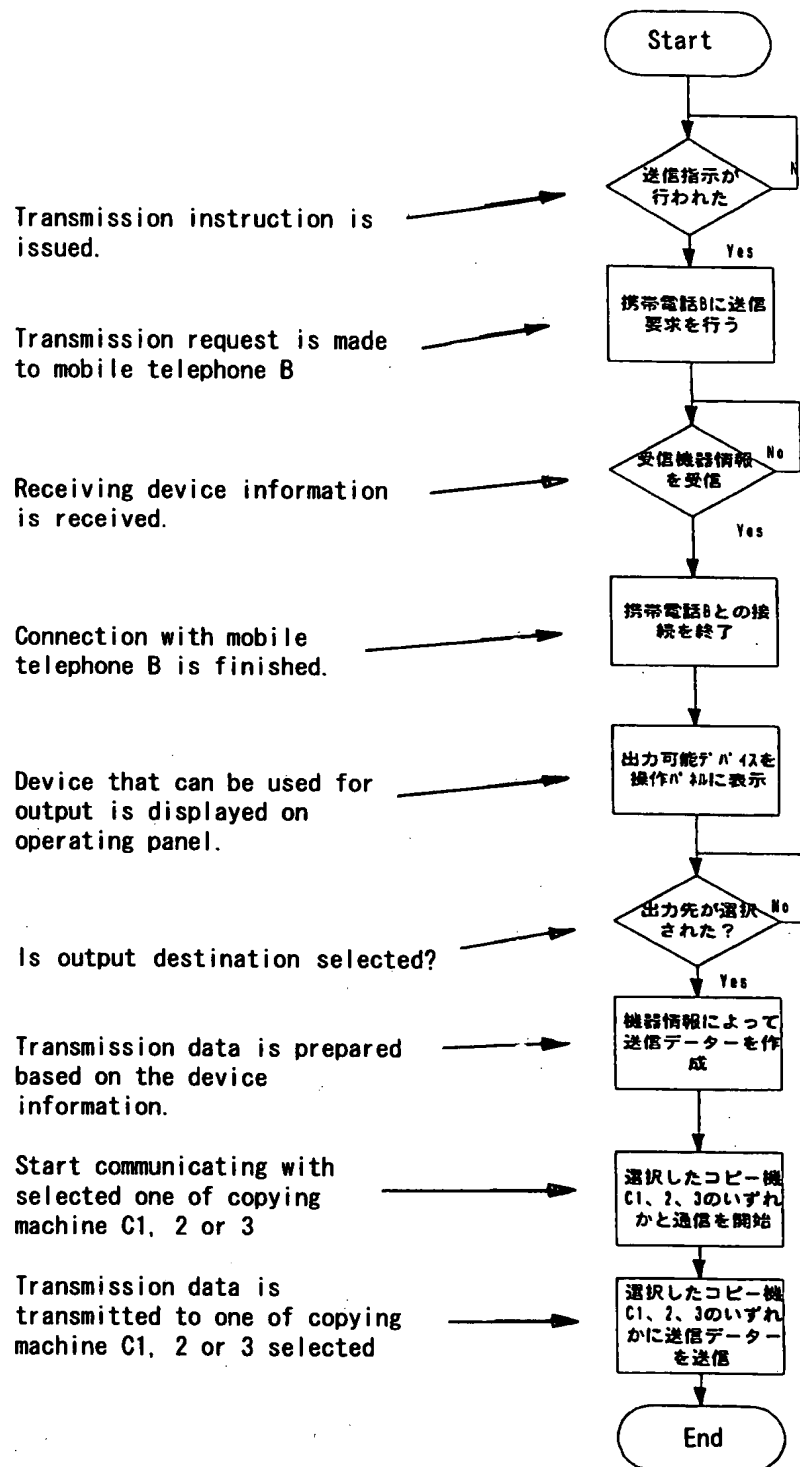 Start
送信指示が
行われた
N
Transmission instruction is
issued.
Yes
携帯電話Bに送信
要求を行う
Transmission request is made
to mobile telephone B
受信機器情報
を受信
No
Receiving device information
is received.
Yes
携帯電話Bとの接
続を終了
Connection with mobile
telephone B is finished.
出力可能ﾃﾞﾊﾞｲｽを
操作ﾊﾟﾈﾙに表示
Device that can be used for
output is displayed on
operating panel.
出力先が選択
された？
No
Is output destination selected?
Yes
機器情報によって
送信データーを作
成
Transmission data is prepared
based on the device
information.
Start communicating with
selected one of copying
machine C1, 2 or 3
選択したコピー機
C1、2、3のいずれ
かと通信を開始
Transmission data is
transmitted to one of copying
machine C1, 2 or 3 selected
選択したコピー機
C1、2、3のいずれ
かに送信データー
を送信
End